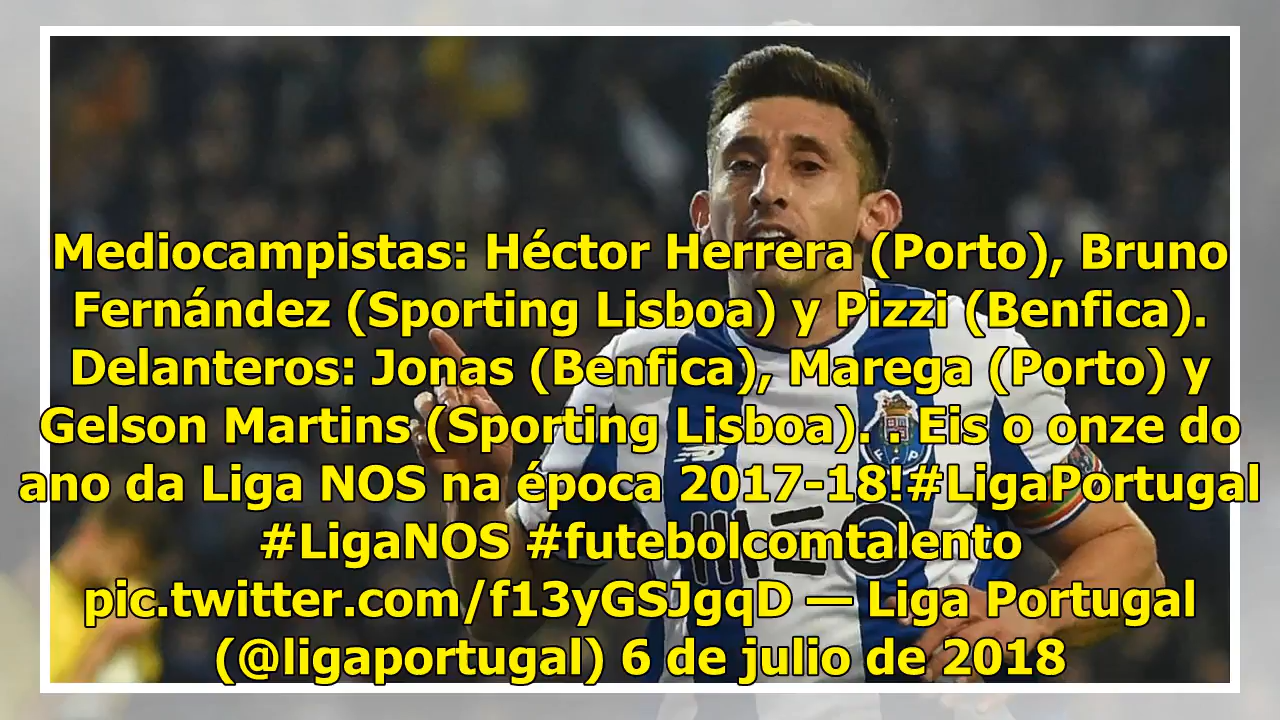 Mediocampistas: Héctor Herrera (Porto), Bruno
Fernández (Sporting Lisboa) y Pizzi (Benfica).
Delanteros: Jonas (Benfica), Marega (Porto) y
Gelson Martins (Sporting Lisboa). . Eis o onze do
ano da Liga NOS na época 2017-18!#LigaPortugal
#LigaNOS #futebolcomtalento
pic.twitter.com/f13yGSJgqD — Liga Portugal
(@ligaportugal) 6 de julio de 2018